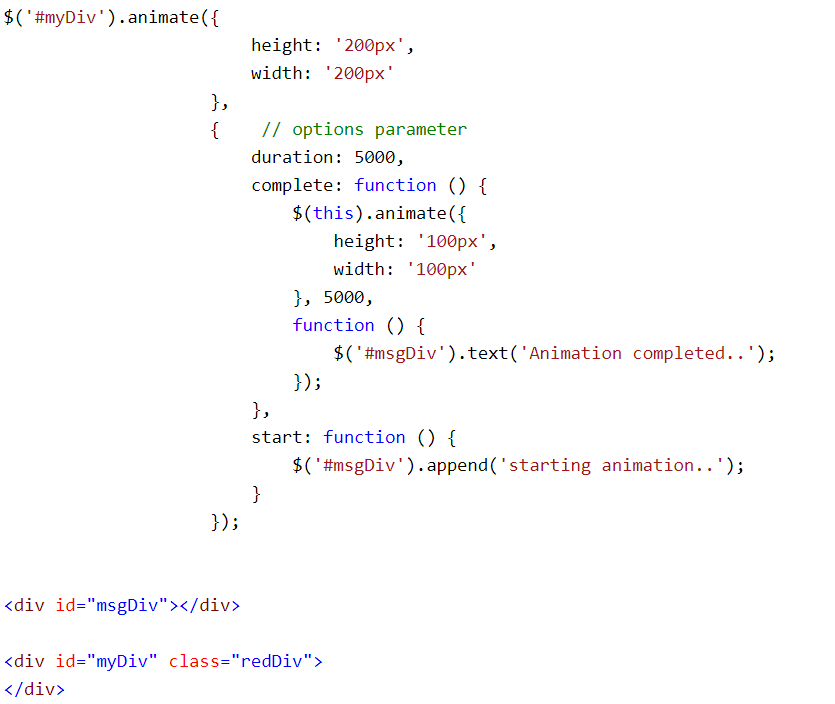 $('#myDiv').animate({
                        height: '200px',
                        width: '200px'
                    },
                    {    // options parameter
                        duration: 5000,
                        complete: function () {
                            $(this).animate({
                                height: '100px',
                                width: '100px'
                            }, 5000,
                            function () {
                                $('#msgDiv').text('Animation completed..');
                            });
                        },
                        start: function () {
                            $('#msgDiv').append('starting animation..');
                        }
                    });
<div id="msgDiv"></div>
<div id="myDiv" class="redDiv">
</div>